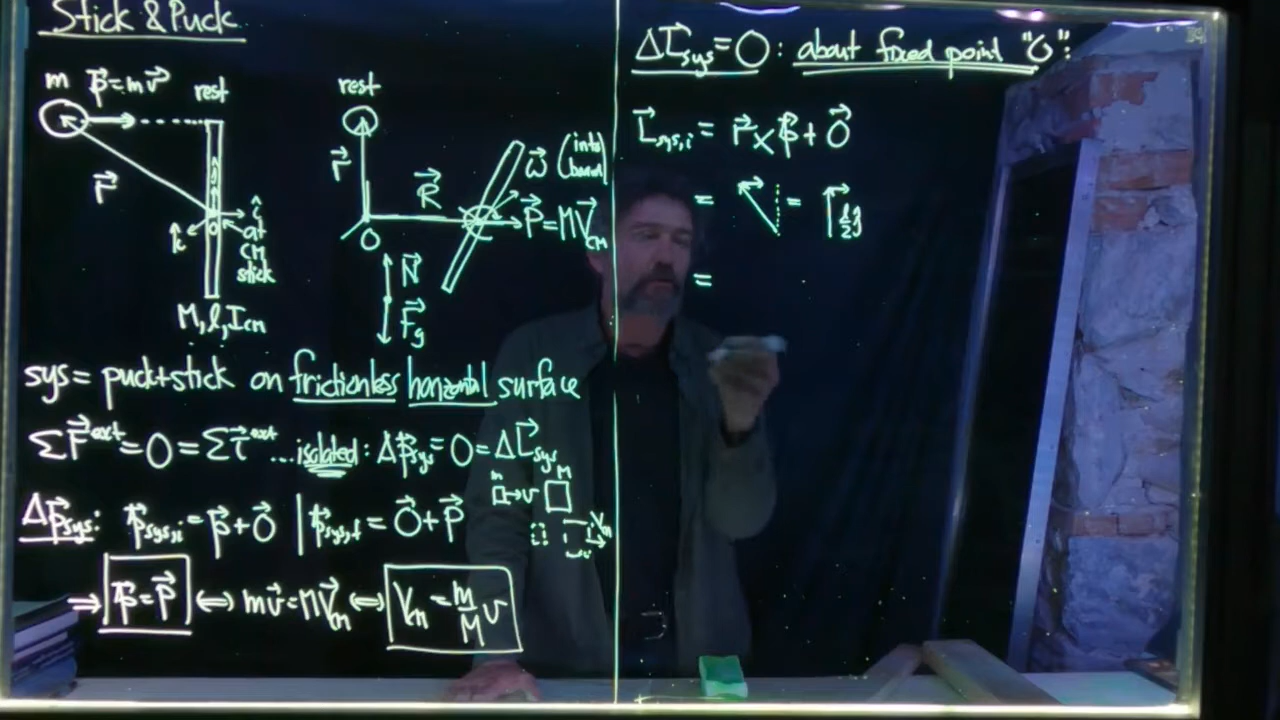 Stick & Puck
m p⃗=mv⃗ rest
r⃗
k̂ O î at CM stick
M, l, Icm
rest
r⃗ R⃗ ω⃗ (into board)
O P⃗=MV⃗cm
N⃗
F⃗g
sys = puck+stick on frictionless horizontal surface
ΣF⃗ext=0=Στ⃗ext ...isolated: Δp⃗sys=0=ΔL⃗sys
m →v M
Δp⃗sys: p⃗sys,i=p⃗+0⃗ | p⃗sys,f=0⃗+P⃗
Vcm
⇒ p⃗=P⃗ ⇔ mv⃗=MV⃗cm ⇔ Vcm=m/M v
ΔL⃗sys=0: about fixed point "O":
L⃗sys,i = r⃗×p⃗+0⃗
= = l/2 ĵ
=